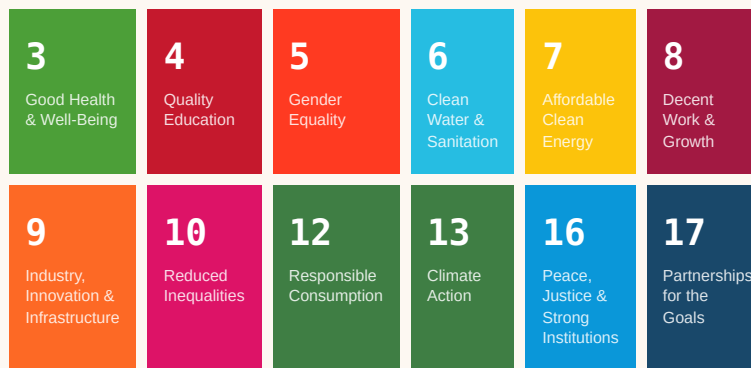 3
Good Health
& Well-Being
4
Quality
Education
5
Gender
Equality
6
Clean
Water &
Sanitation
7
Affordable
Clean
Energy
8
Decent
Work &
Growth
9
Industry,
Innovation &
Infrastructure
10
Reduced
Inequalities
12
Responsible
Consumption
13
Climate
Action
16
Peace,
Justice &
Strong
Institutions
17
Partnerships
for the
Goals